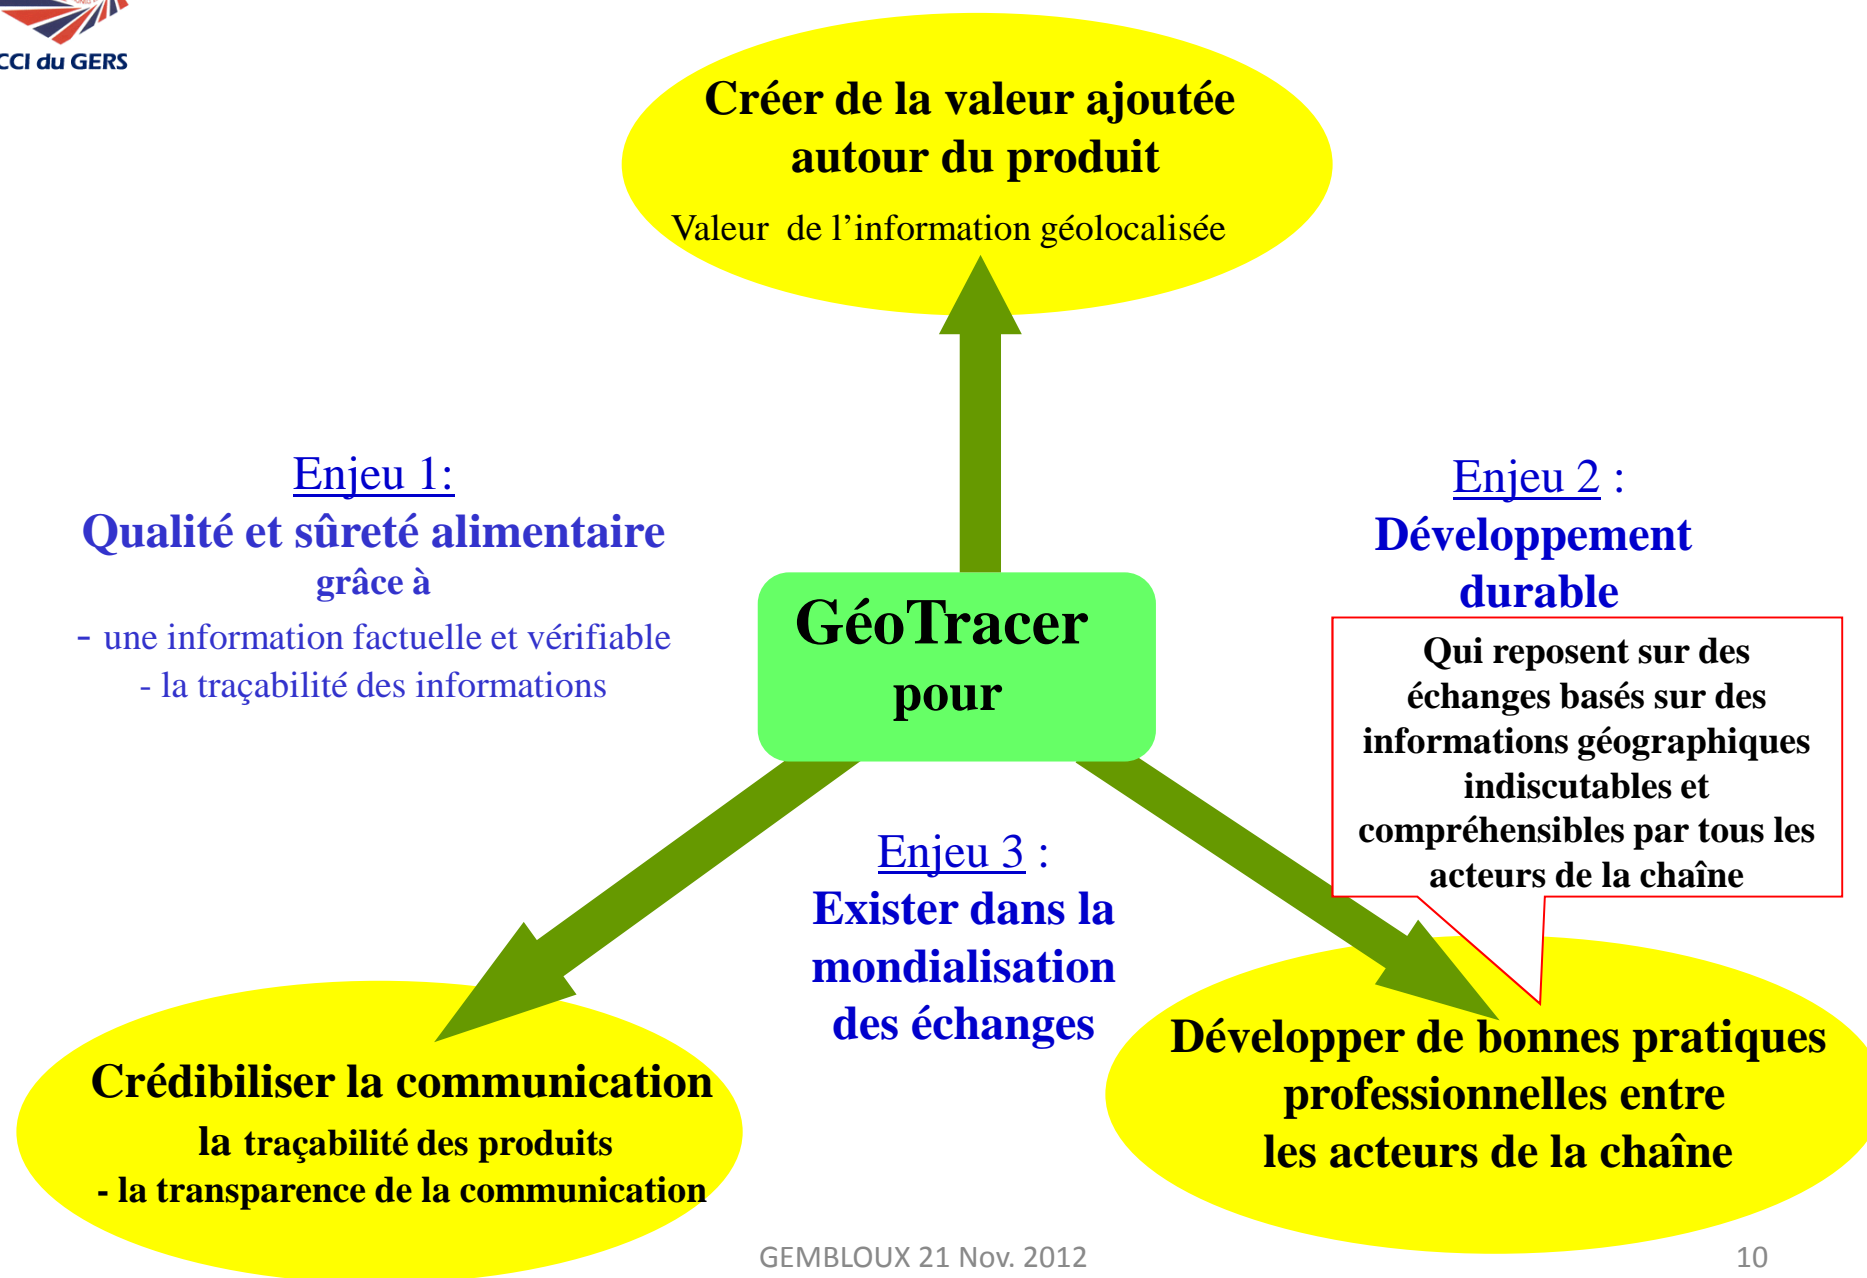 CCI du GERS
Créer de la valeur ajoutée
autour du produit
Valeur de l’information géolocalisée
Enjeu 1:
Qualité et sûreté alimentaire
grâce à
- une information factuelle et vérifiable
- la traçabilité des informations
Enjeu 2 :
Développement
durable
GéoTracer
pour
Qui reposent sur des
échanges basés sur des
informations géographiques
indiscutables et
compréhensibles par tous les
acteurs de la chaîne
Enjeu 3 :
Exister dans la
mondialisation
des échanges
Crédibiliser la communication
la traçabilité des produits
- la transparence de la communication
Développer de bonnes pratiques
professionnelles entre
les acteurs de la chaîne
GEMBLOUX 21 Nov. 2012
10